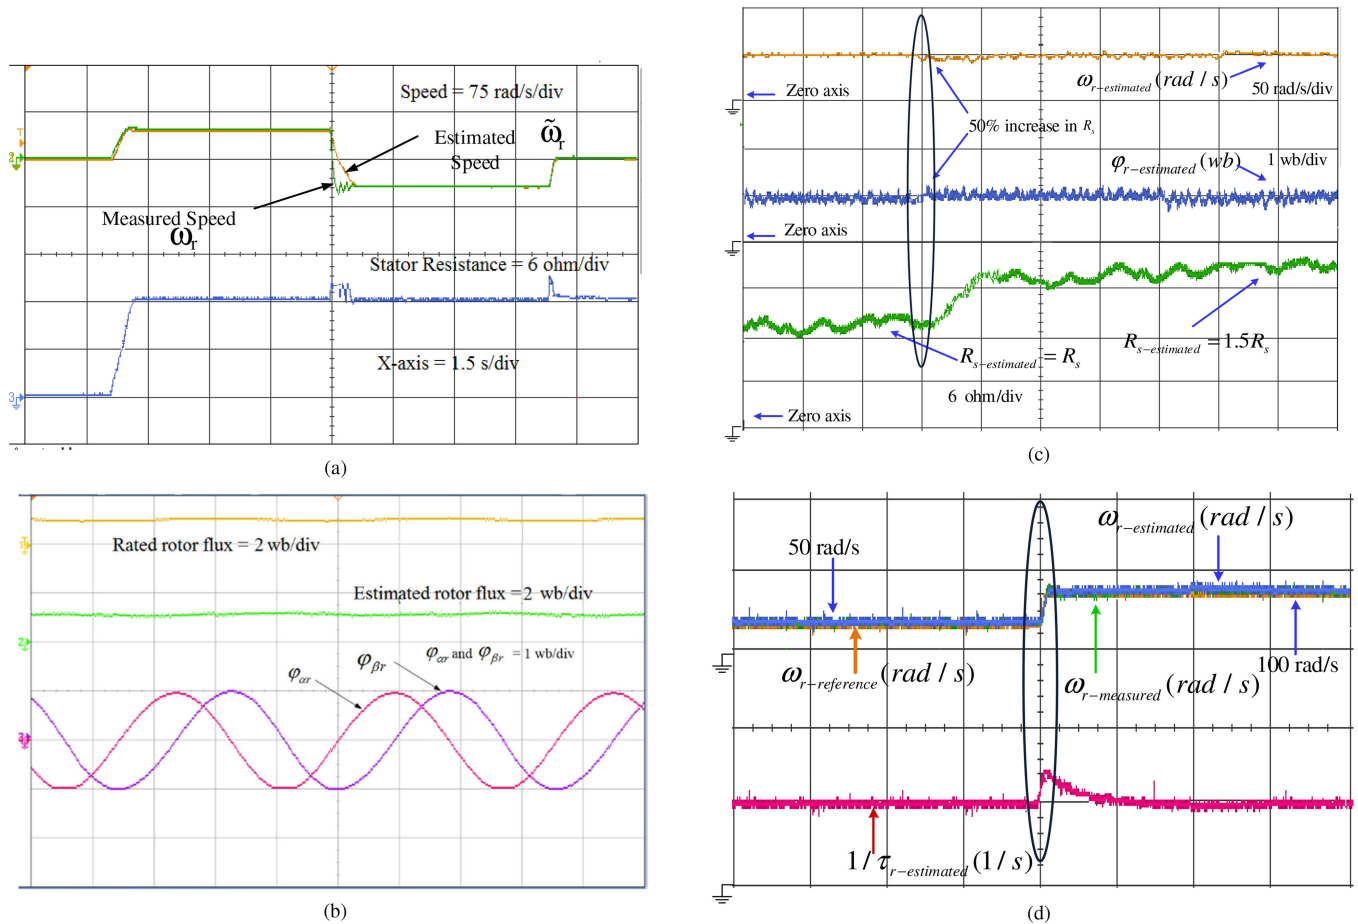 Speed = 75 rad/s/div
Estimated
Speed
ω̃r
Measured Speed
ωr
Stator Resistance = 6 ohm/div
X-axis = 1.5 s/div
2
3
(a)
Rated rotor flux = 2 wb/div
Estimated rotor flux =2 wb/div
φαr
φβr
φαr and φβr = 1 wb/div
2
(b)
Zero axis
ωr−estimated (rad / s)
50 rad/s/div
50% increase in Rs
φr−estimated (wb)
1 wb/div
Zero axis
Rs−estimated = Rs
Rs−estimated = 1.5Rs
6 ohm/div
Zero axis
(c)
50 rad/s
ωr−estimated (rad / s)
ωr−reference (rad / s)
ωr−measured (rad / s)
100 rad/s
1/ τr−estimated (1/ s)
(d)